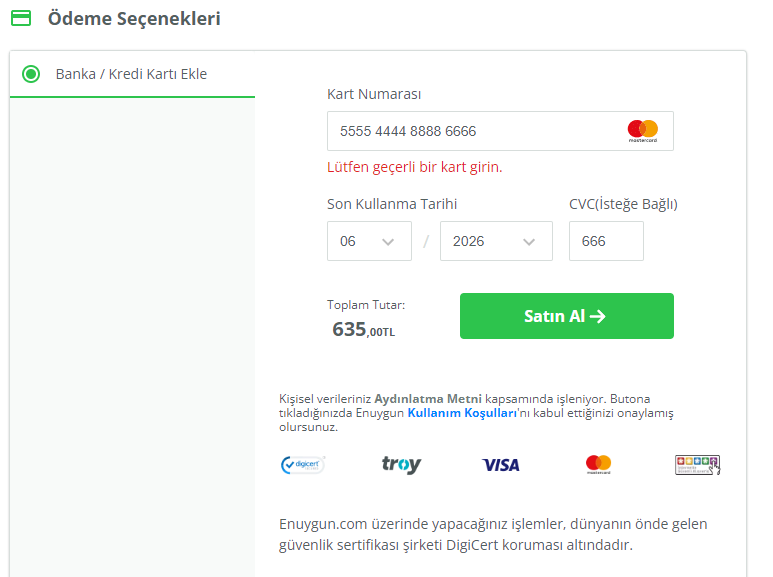 Ödeme Seçenekleri
Banka / Kredi Kartı Ekle
Kart Numarası
5555 4444 8888 6666
mastercard
Lütfen geçerli bir kart girin.
Son Kullanma Tarihi
CVC(İsteğe Bağlı)
06
/
2026
666
Toplam Tutar:
635,00TL
Satın Al
Kişisel verileriniz Aydınlatma Metni kapsamında işleniyor. Butona
tıkladığınızda Enuygun Kullanım Koşulları'nı kabul ettiğinizi onaylamış
olursunuz.
digicert
troy
VISA
mastercard
Enuygun.com üzerinde yapacağınız işlemler, dünyanın önde gelen
güvenlik sertifikası şirketi DigiCert koruması altındadır.